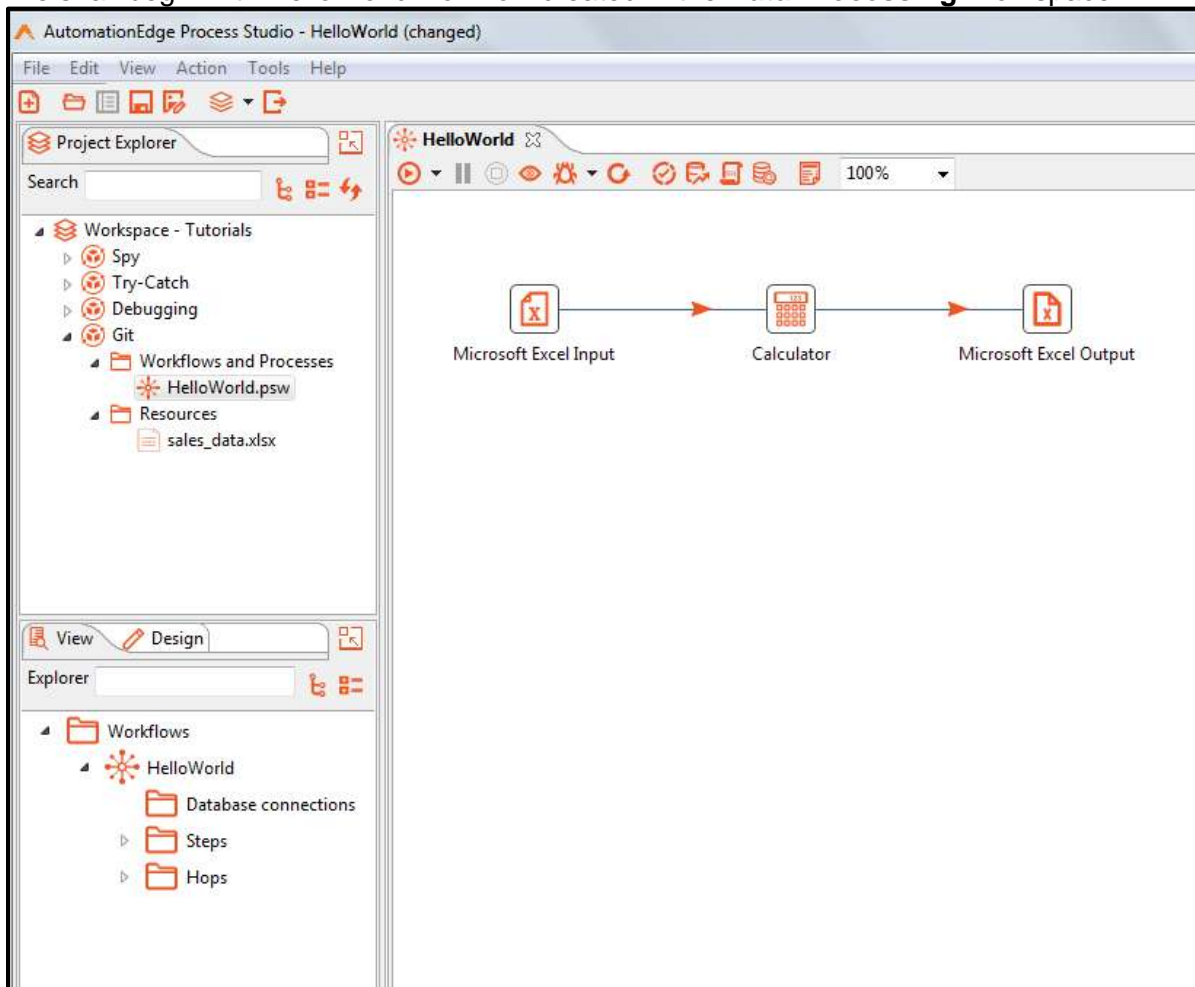 AutomationEdge Process Studio - HelloWorld (changed)
File Edit View Action Tools Help
Project Explorer
Search
Workspace - Tutorials
Spy
Try-Catch
Debugging
Git
Workflows and Processes
HelloWorld.psw
Resources
sales_data.xlsx
View Design
Explorer
Workflows
HelloWorld
Database connections
Steps
Hops
HelloWorld
100%
Microsoft Excel Input
Calculator
Microsoft Excel Output